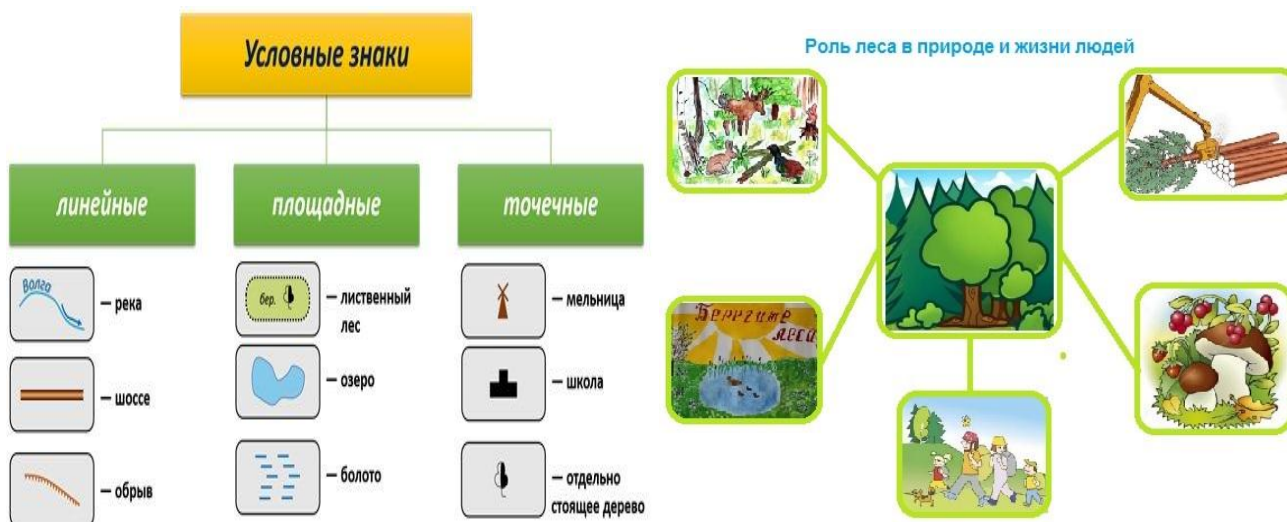 Условные знаки
линейные
площадные
точечные
Волга
— река
— шоссе
— обрыв
бер.
— лиственный
лес
— озеро
— болото
— мельница
— школа
— отдельно
стоящее дерево
Роль леса в природе и жизни людей
Берегите
леса